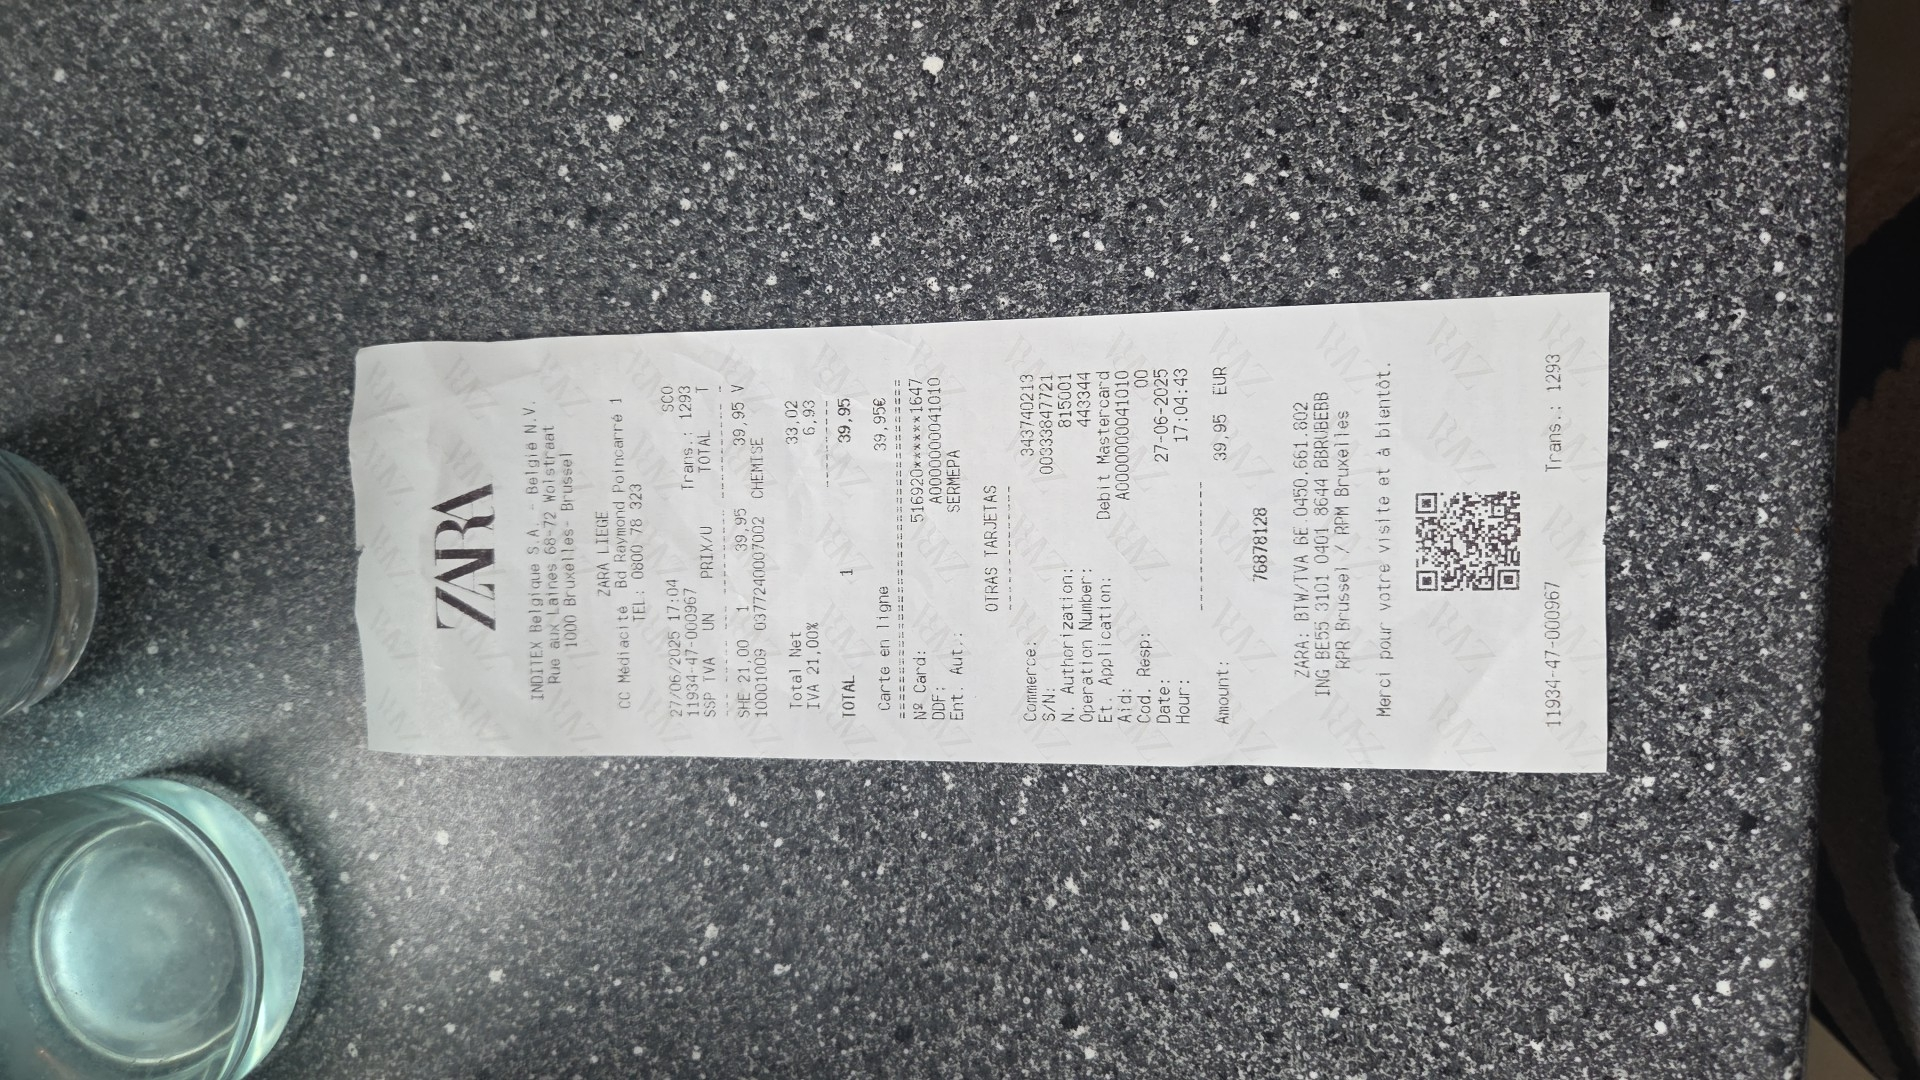 ZARA
INDITEX Belgique S.A. - België N.V.
Rue aux Laines 68-72 Wolstraat
1000 Bruxelles- Brussel
ZARA LIEGE
CC Médiacité Bd Raymond Poincarré 1
TEL: 0800 78 323
SCO
27/06/2025 17:04
11934-47-000967 Trans.: 1293
SSP TVA UN PRIX/U TOTAL T
SHE 21,00 1 39,95 39,95 V
10001009 03772400070 02 CHEMISE
Total Net 33,02
IVA 21,00% 6,93
TOTAL 1 39,95
Carte en ligne 39,95€
Nº Card: 516920******1647
DDF: A0000000041010
Ent. Aut.: SERMEPA
OTRAS TARJETAS
Commerce: 343740213
S/N: 0033847721
N. Authorization: 815001
Operation Number: 443344
Et. Application: Debit Mastercard
Aid: A0000000041010
Cod. Resp: 00
Date: 27-06-2025
Hour: 17:04:43
Amount: 39,95 EUR
76878128
ZARA: BTW/TVA BE 0450.661.802
ING BE55 3101 0401 8644 BBRUBEBB
RPR Brussel / RPM Bruxelles
Merci pour votre visite et à bientôt.
11934-47-000967 Trans.: 1293